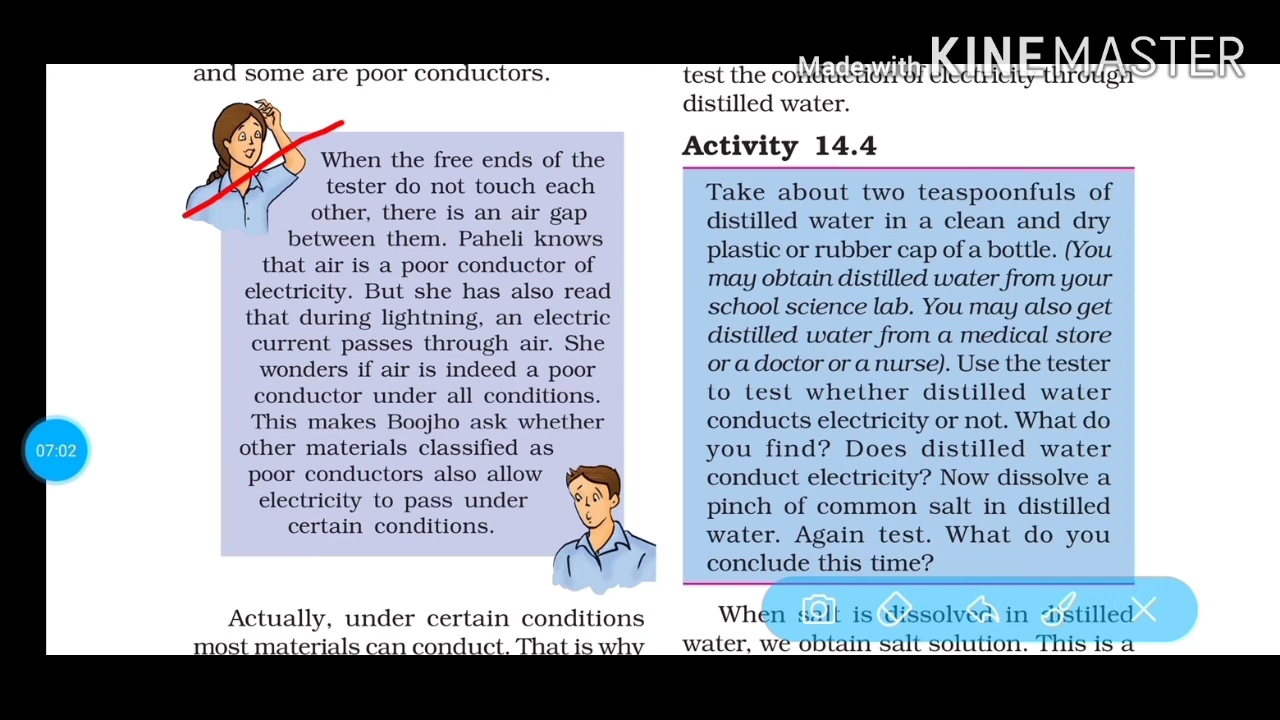 Made with KINEMASTER
and some are poor conductors.
When the free ends of the
tester do not touch each
other, there is an air gap
between them. Paheli knows
that air is a poor conductor of
electricity. But she has also read
that during lightning, an electric
current passes through air. She
wonders if air is indeed a poor
conductor under all conditions.
This makes Boojho ask whether
other materials classified as
poor conductors also allow
electricity to pass under
certain conditions.
Actually, under certain conditions
most materials can conduct. That is why
test the conduction of electricity through
distilled water.
Activity 14.4
Take about two teaspoonfuls of
distilled water in a clean and dry
plastic or rubber cap of a bottle. (You
may obtain distilled water from your
school science lab. You may also get
distilled water from a medical store
or a doctor or a nurse). Use the tester
to test whether distilled water
conducts electricity or not. What do
you find? Does distilled water
conduct electricity? Now dissolve a
pinch of common salt in distilled
water. Again test. What do you
conclude this time?
When salt is dissolved in distilled
water, we obtain salt solution. This is a
07:02